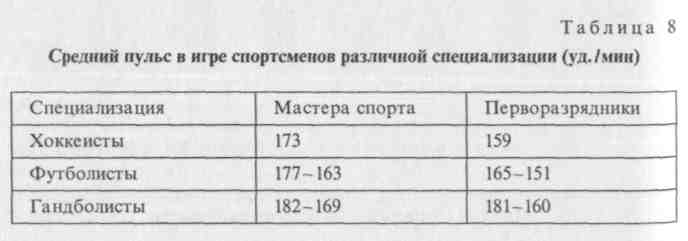 Таблица 8
Средний пульс в игре спортсменов различной специализации (уд./мин)
Специализация Мастера спорта Перворазрядники
Хоккеисты 173 159
Футболисты 177–163 165–151
Гандболисты 182–169 181–160